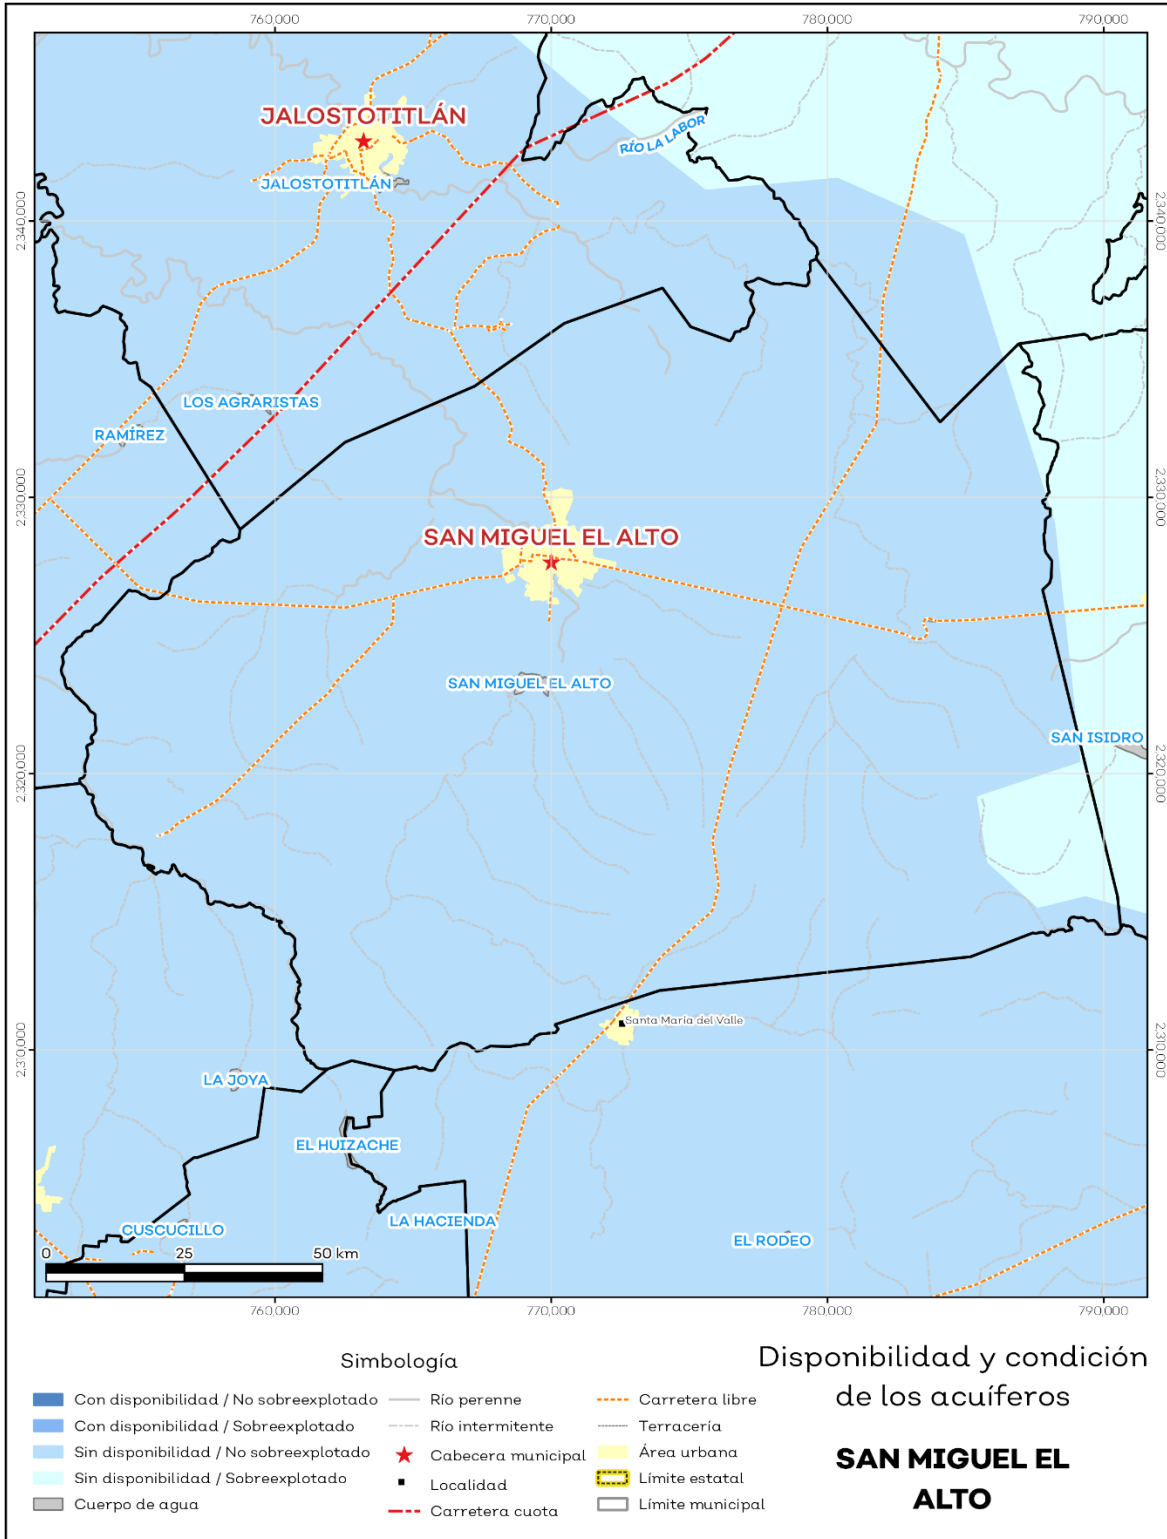 760,000
770,000
780,000
790,000
JALOSTOTITLÁN
RÍO LA LABOR
JALOSTOTITLÁN
2,340,000
2,340,000
LOS AGRARISTAS
RAMÍREZ
2,330,000
2,330,000
SAN MIGUEL EL ALTO
SAN MIGUEL EL ALTO
SAN ISIDRO
2,320,000
2,320,000
Santa María del Valle
2,310,000
2,310,000
LA JOYA
EL HUIZACHE
LA HACIENDA
CUSCUCILLO
EL RODEO
0 25 50 km
760,000
770,000
780,000
790,000
Simbología
Con disponibilidad / No sobreexplotado
Con disponibilidad / Sobreexplotado
Sin disponibilidad / No sobreexplotado
Sin disponibilidad / Sobreexplotado
Cuerpo de agua
Río perenne
Río intermitente
Cabecera municipal
Localidad
Carretera cuota
Carretera libre
Terracería
Área urbana
Límite estatal
Límite municipal
Disponibilidad y condición
de los acuíferos
SAN MIGUEL EL
ALTO